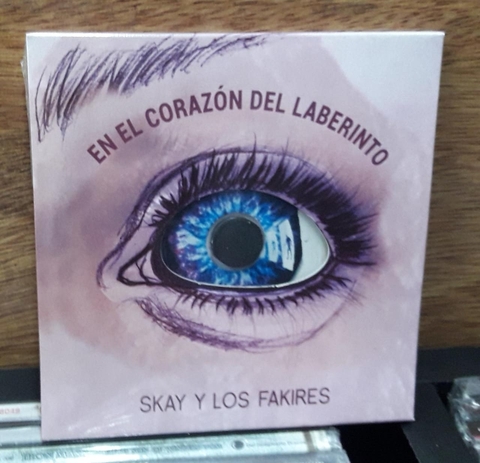 EN EL CORAZÓN DEL LABERINTO
SKAY Y LOS FAKIRES